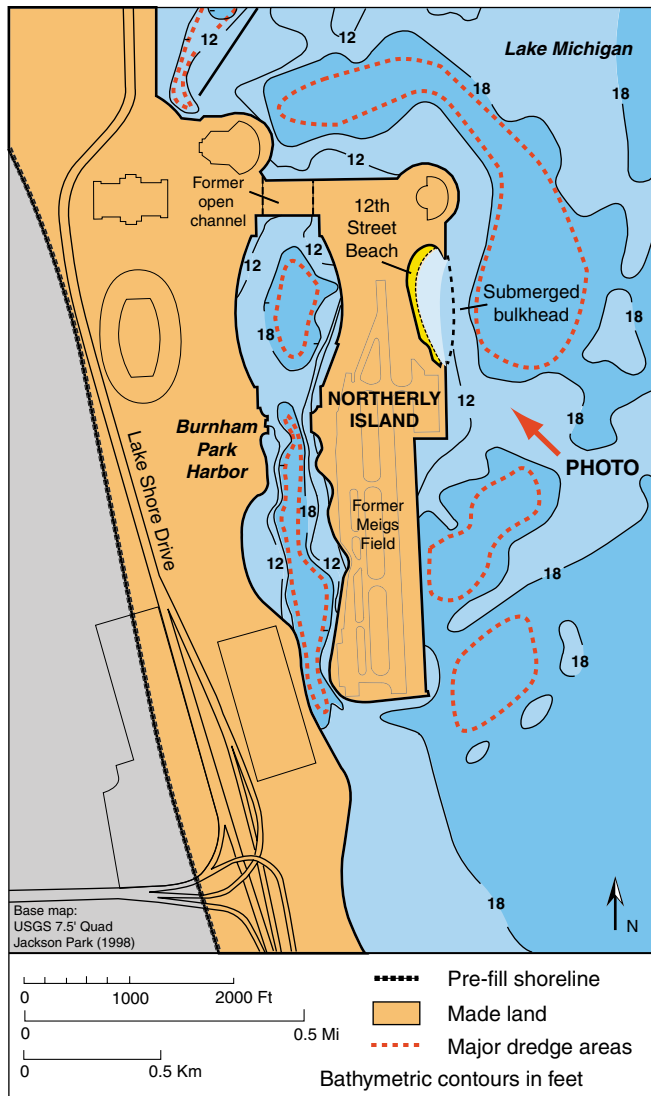 12
12
Lake Michigan
18
Former
open
channel
12
12th
Street
Beach
12
18
Submerged
bulkhead
18
12
NORTHERLY
ISLAND
18
PHOTO
Burnham
Park
Harbor
Lake Shore Drive
18
12
12
Former
Meigs
Field
18
18
Base map:
USGS 7.5' Quad
Jackson Park (1998)
N
0 1000 2000 Ft
0 0.5 Mi
0 0.5 Km
Pre-fill shoreline
Made land
Major dredge areas
Bathymetric contours in feet